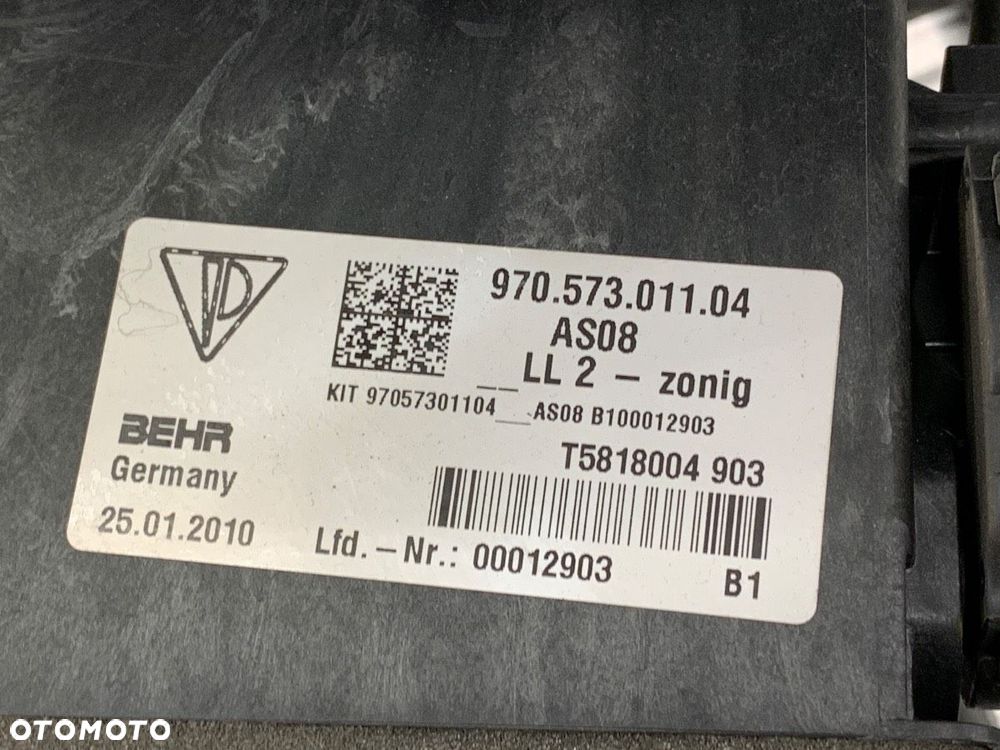 970.573.011.04
AS08
__LL 2 - zonig
KIT 97057301104___AS08 B100012903
BEHR
Germany
T5818004 903
25.01.2010
Lfd.-Nr.: 00012903
B1
OTOMOTO